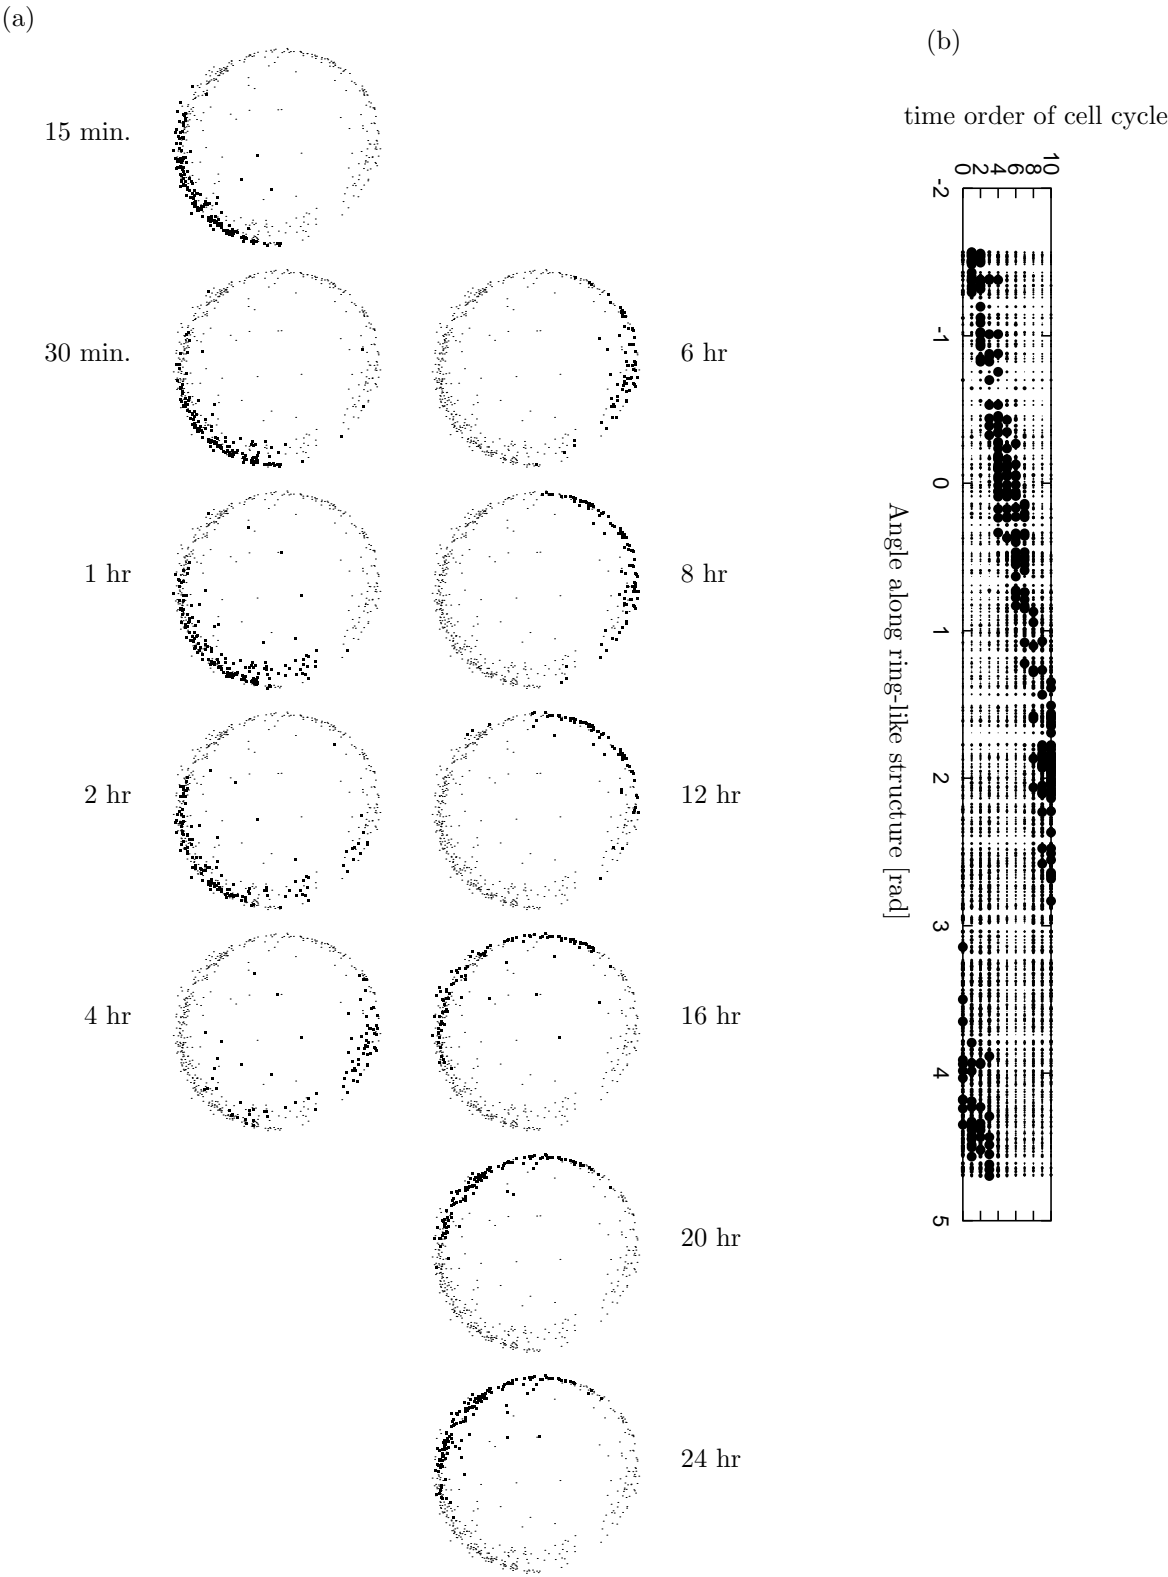 (a)
(b)
time order of cell cycle
0 2 4 6 8 10
-2
-1
0
1
2
3
4
5
Angle along ring-like structure [rad]
15 min.
30 min.
6 hr
1 hr
8 hr
2 hr
12 hr
4 hr
16 hr
20 hr
24 hr